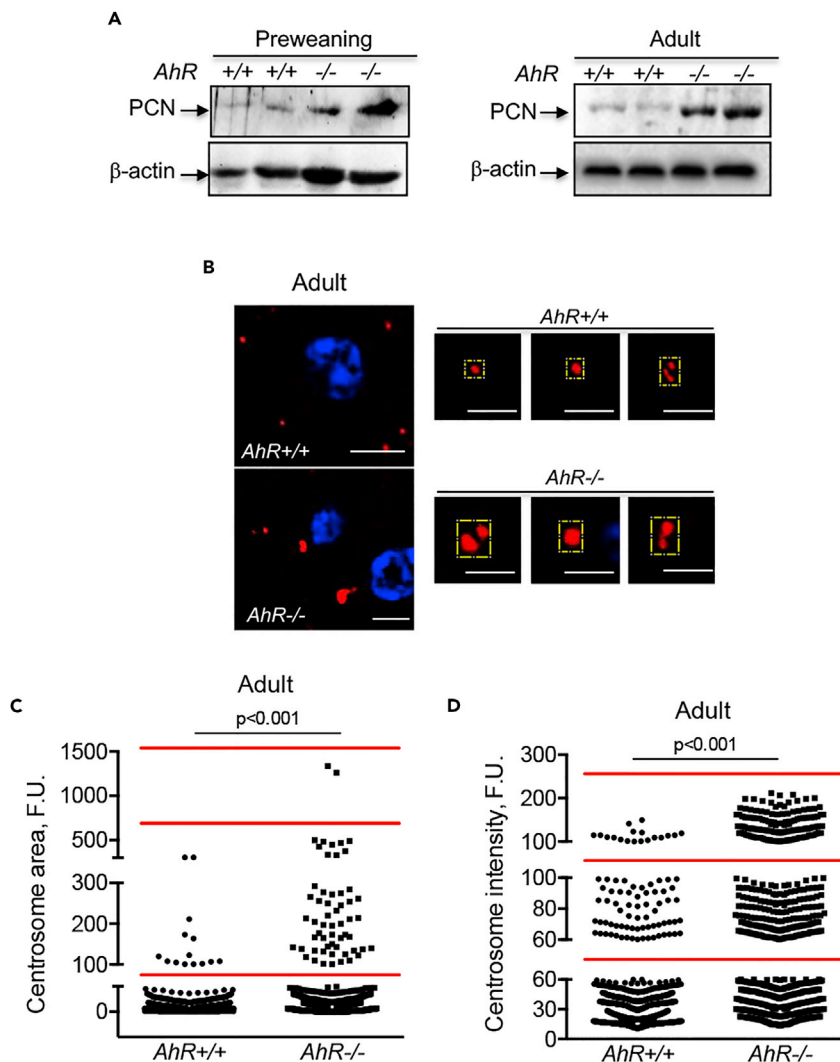 A
Preweaning
AhR +/+ +/+ -/- -/-
PCN
β-actin
Adult
AhR +/+ +/+ -/- -/-
PCN
β-actin
B
Adult
AhR+/+
AhR-/-
AhR+/+
AhR-/-
C
Adult
p<0.001
Centrosome area, F.U.
1500
1000
500
300
200
100
0
AhR+/+ AhR-/-
D
Adult
p<0.001
Centrosome intensity, F.U.
300
200
100
100
80
60
60
30
0
AhR+/+ AhR-/-